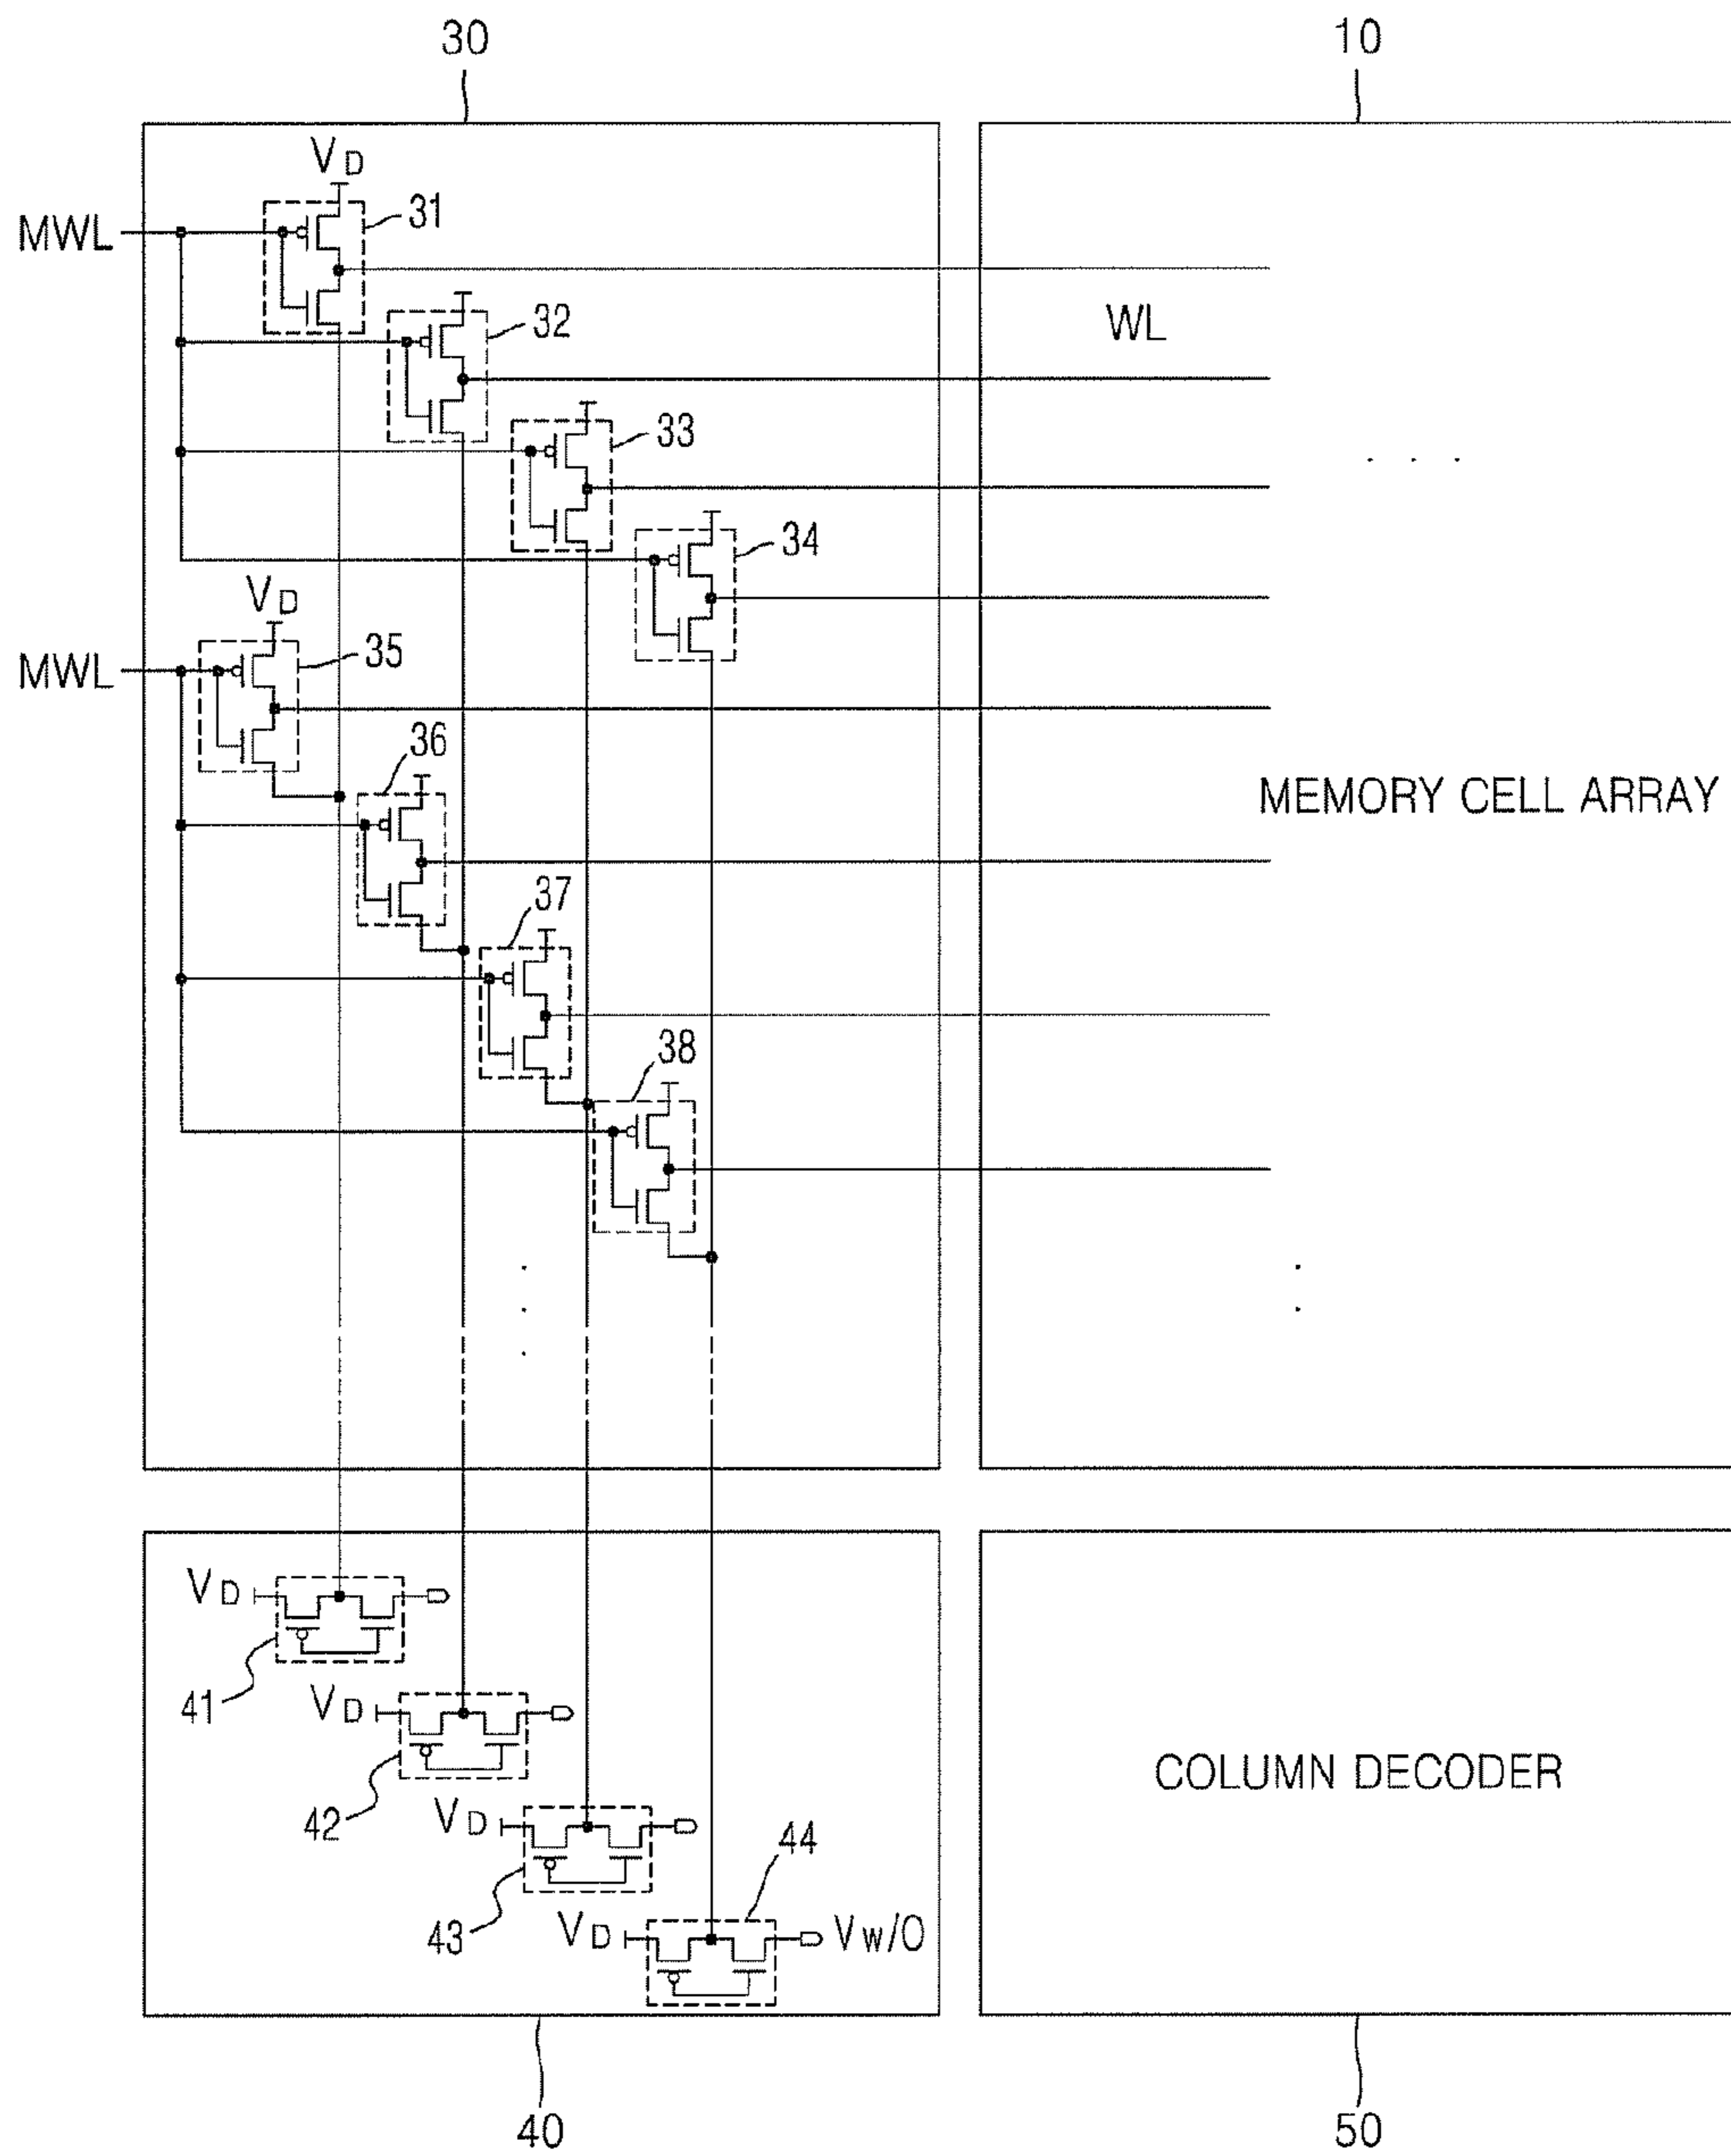 30
10
VD
MWL
31
32
WL
33
34
VD
MWL
35
36
MEMORY CELL ARRAY
37
38
VD
41
VD
42
COLUMN DECODER
VD
44
43
VD
VW/O
40
50